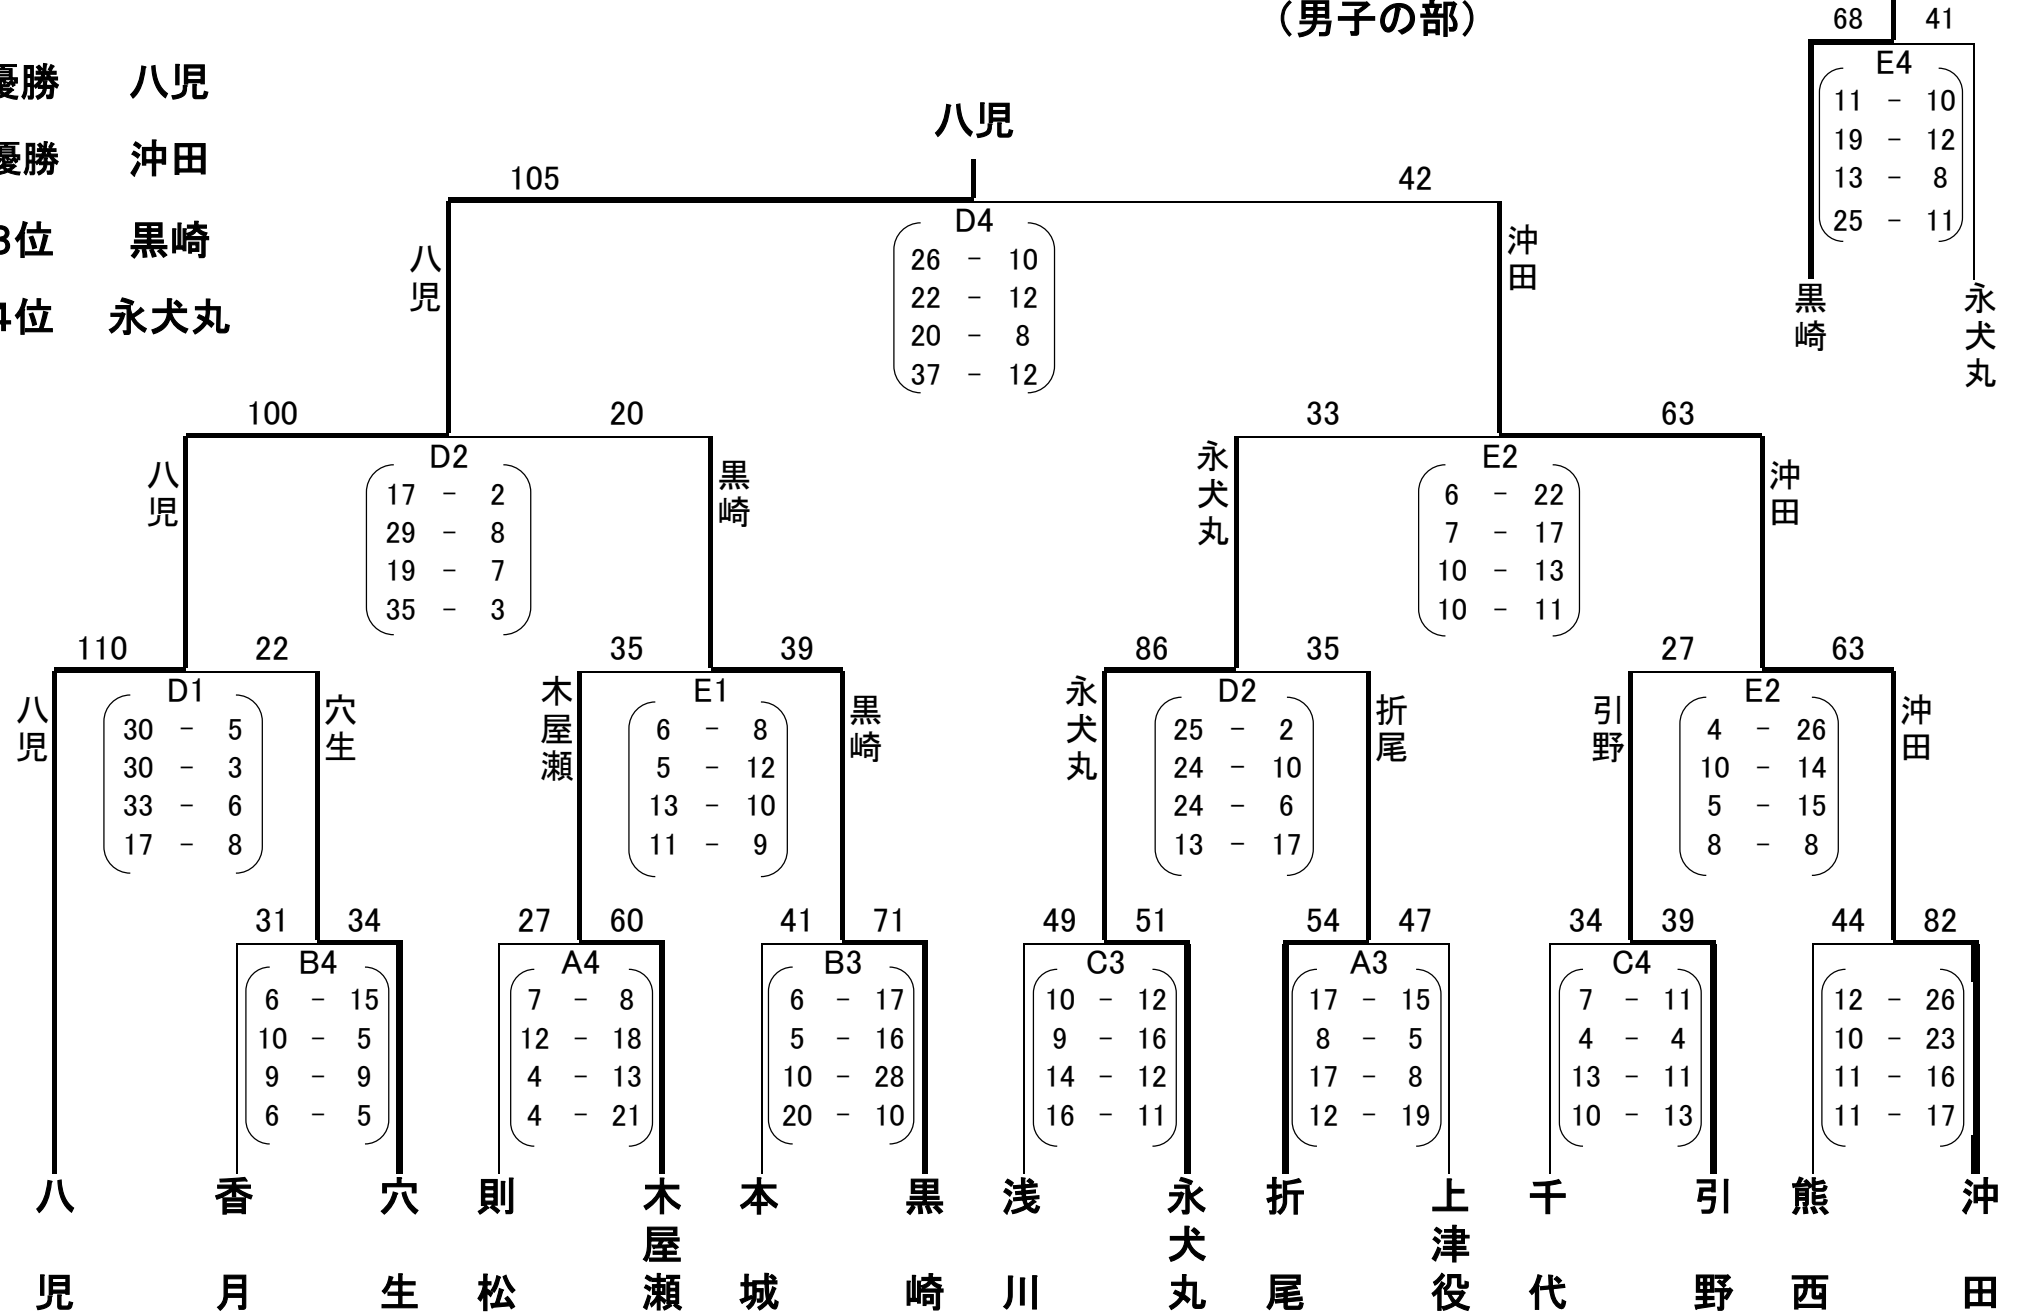 (男子の部)
68 41
E4
11 - 10
19 - 12
13 - 8
25 - 11
黒崎
永犬丸
優勝 八児
優勝 沖田
3位 黒崎
4位 永犬丸
八児
105 42
D4
26 - 10
22 - 12
20 - 8
37 - 12
八児
沖田
100 20
D2
17 - 2
29 - 8
19 - 7
35 - 3
八児
黒崎
33 63
E2
6 - 22
7 - 17
10 - 13
10 - 11
永犬丸
沖田
110 22
D1
30 - 5
30 - 3
33 - 6
17 - 8
八児
穴生
35 39
E1
6 - 8
5 - 12
13 - 10
11 - 9
木屋瀬
黒崎
86 35
D2
25 - 2
24 - 10
24 - 6
13 - 17
永犬丸
折尾
27 63
E2
4 - 26
10 - 14
5 - 15
8 - 8
引野
沖田
31 34
B4
6 - 15
10 - 5
9 - 9
6 - 5
27 60
A4
7 - 8
12 - 18
4 - 13
4 - 21
41 71
B3
6 - 17
5 - 16
10 - 28
20 - 10
49 51
C3
10 - 12
9 - 16
14 - 12
16 - 11
54 47
A3
17 - 15
8 - 5
17 - 8
12 - 19
34 39
C4
7 - 11
4 - 4
13 - 11
10 - 13
44 82
12 - 26
10 - 23
11 - 16
11 - 17
八児
香月
穴生
則松
木屋瀬
本城
黒崎
浅川
永犬丸
折尾
上津役
千代
引野
熊西
沖田